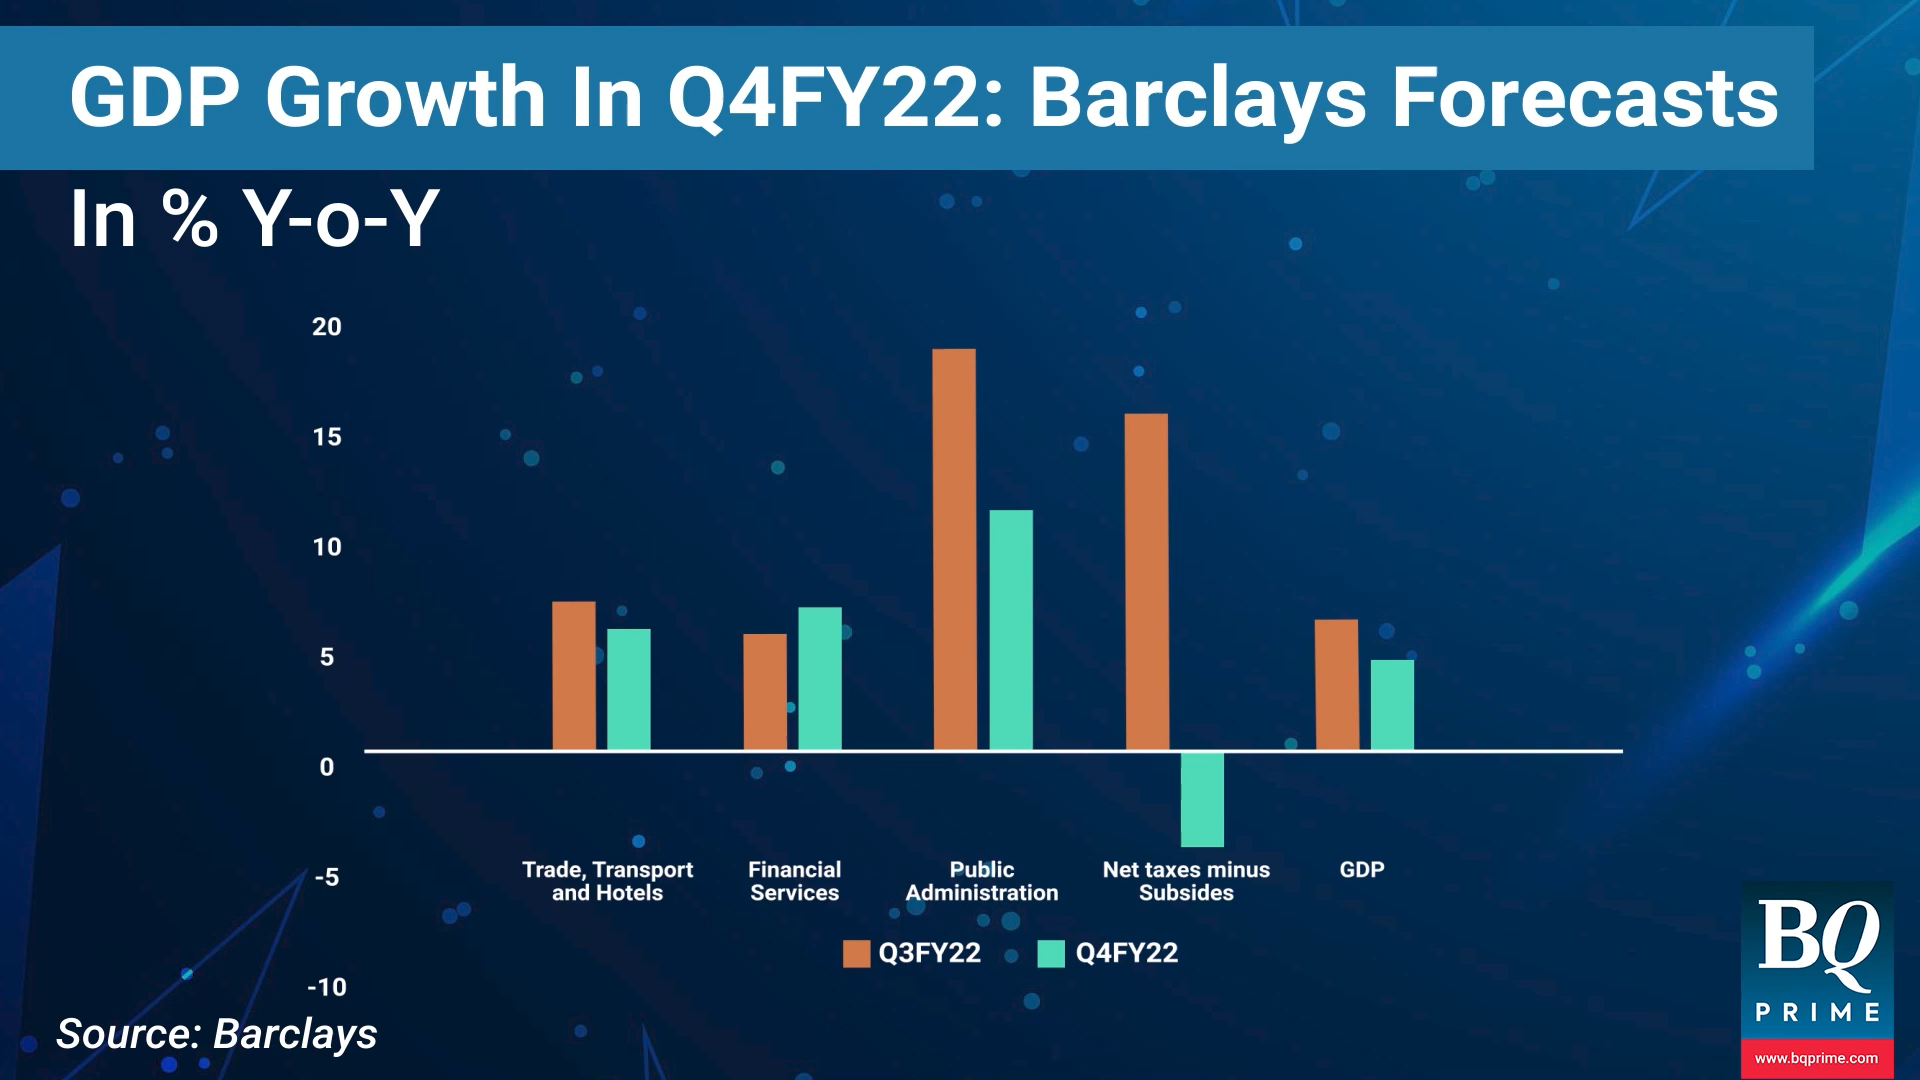 GDP Growth In Q4FY22: Barclays Forecasts
In % Y-o-Y
20
15
10
5
0
-5
-10
Trade, Transport
and Hotels
Financial
Services
Public
Administration
Net taxes minus
Subsides
GDP
Q3FY22
Q4FY22
Source: Barclays
BQ
PRIME
www.bqprime.com